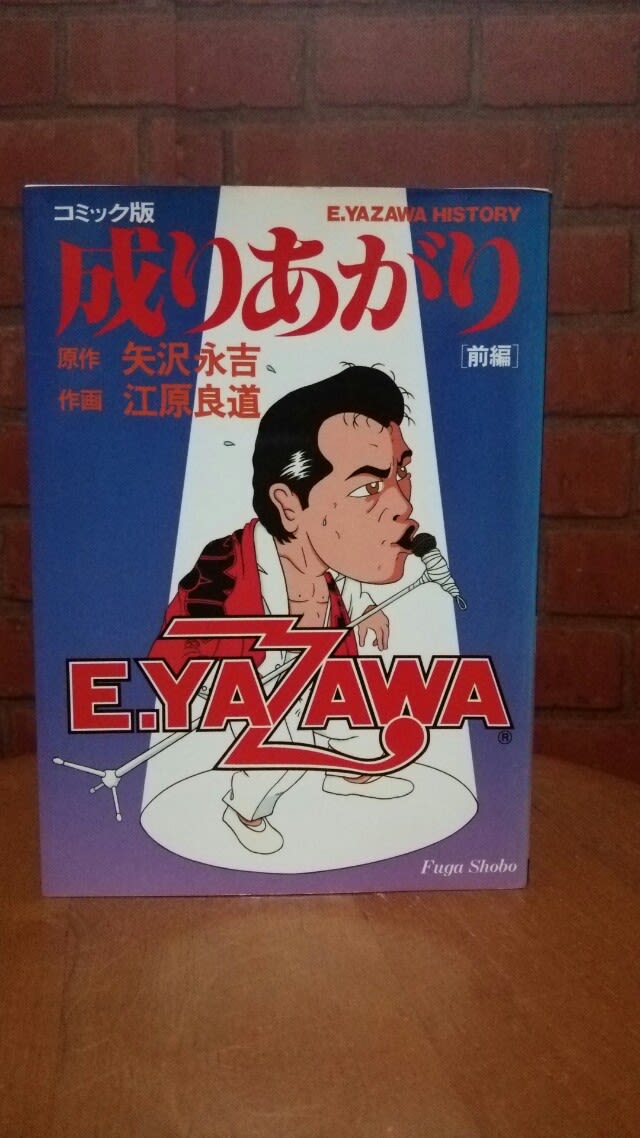 コミック版
E.YAZAWA HISTORY
成りあがり
[前編]
原作 矢沢永吉
作画 江原良道
E.YAZAWA
®
Fuga Shobo